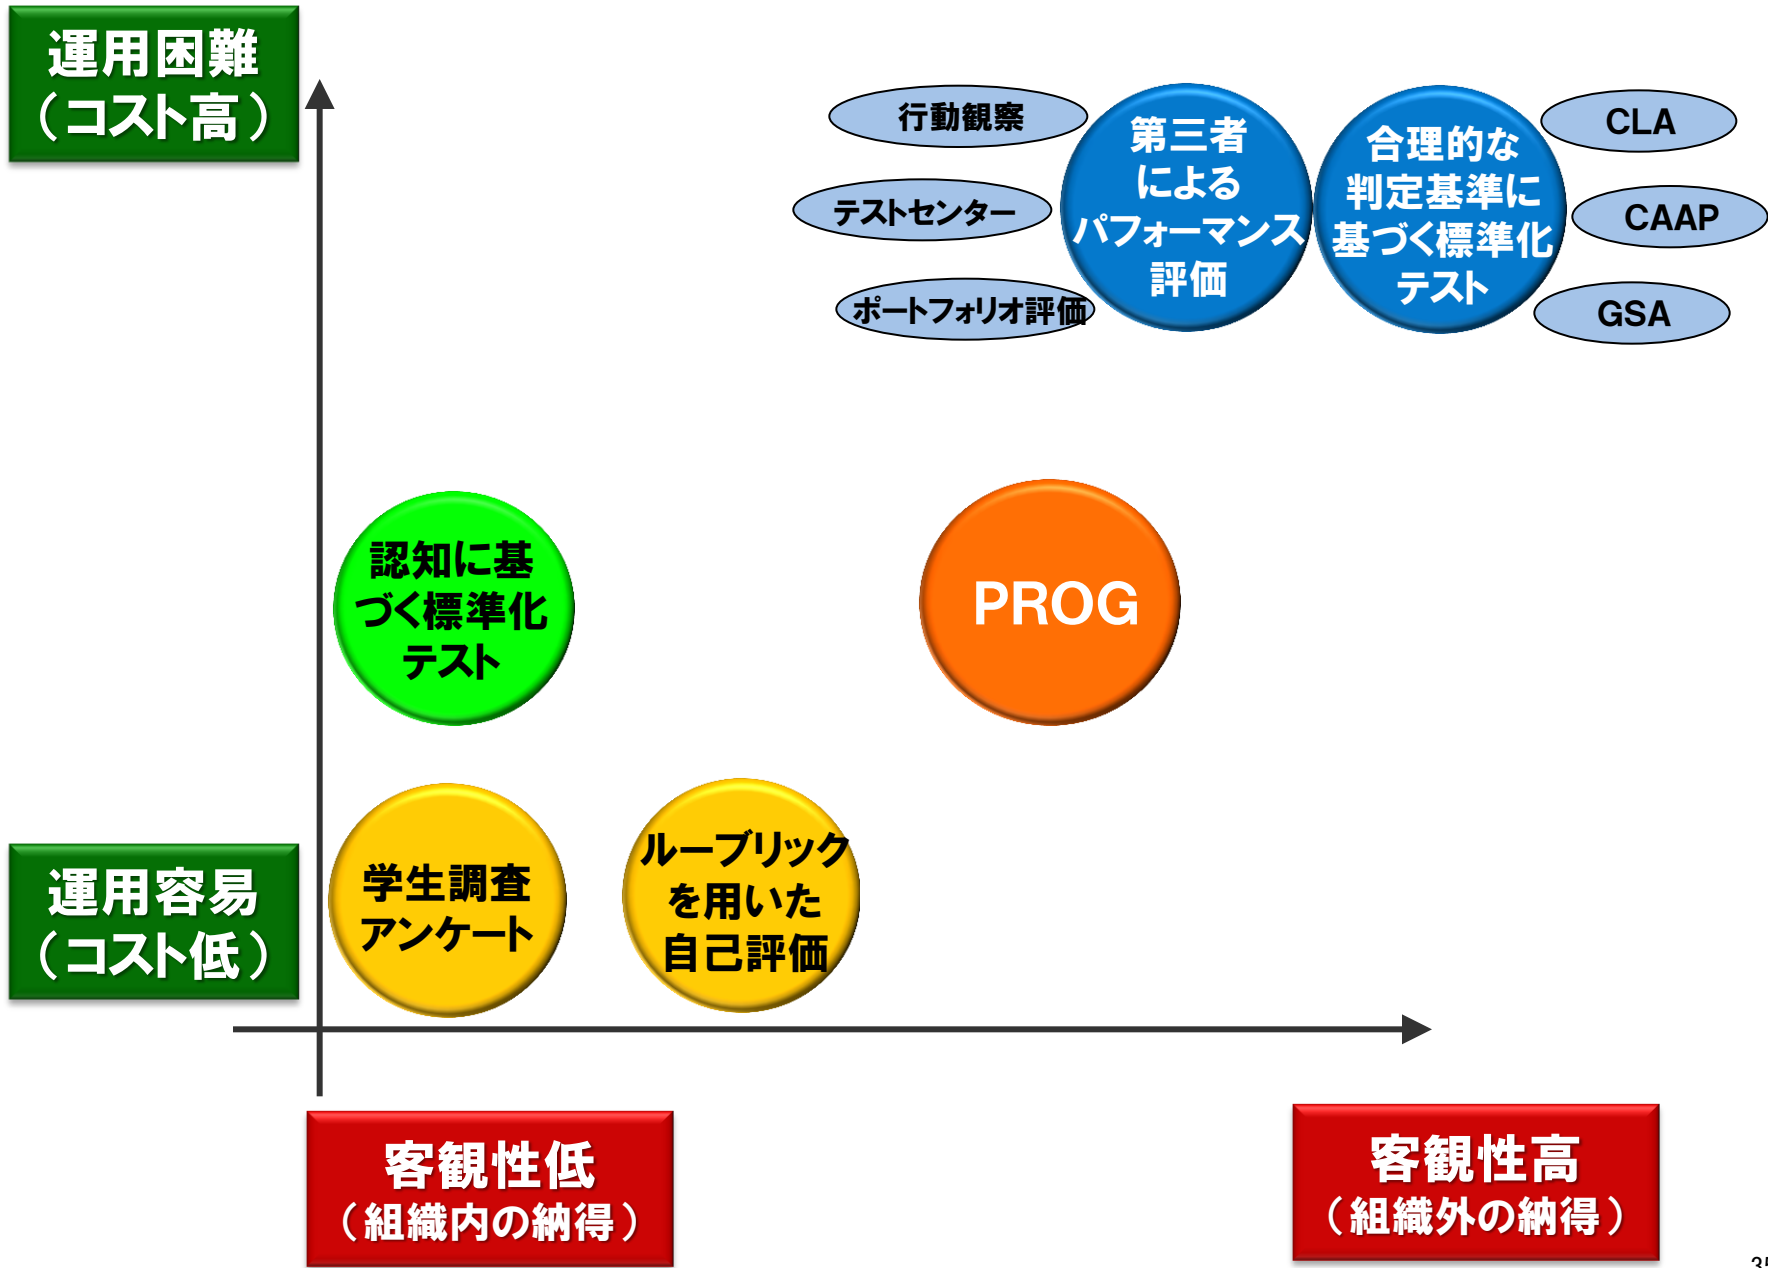 運用困難
（コスト高）
行動観察
テストセンター
ポートフォリオ評価
第三者
による
パフォーマンス
評価
合理的な
判定基準に
基づく標準化
テスト
CLA
CAAP
GSA
認知に基
づく標準化
テスト
PROG
運用容易
（コスト低）
学生調査
アンケート
ルーブリック
を用いた
自己評価
客観性低
（組織内の納得）
客観性高
（組織外の納得）